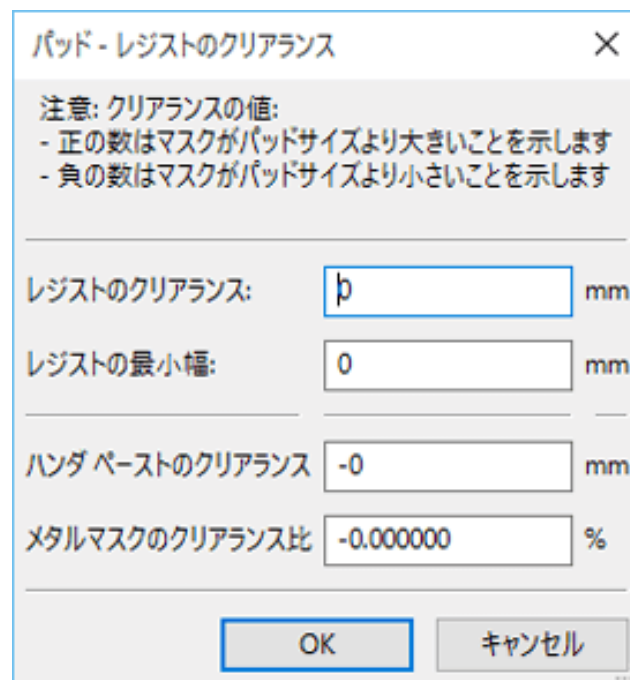 パッド - レジストのクリアランス
注意: クリアランスの値:
- 正の数はマスクがパッドサイズより大きいことを示します
- 負の数はマスクがパッドサイズより小さいことを示します
レジストのクリアランス: 0 mm
レジストの最小幅: 0 mm
ハンダ ペーストのクリアランス -0 mm
メタルマスクのクリアランス比 -0.000000 %
OK キャンセル